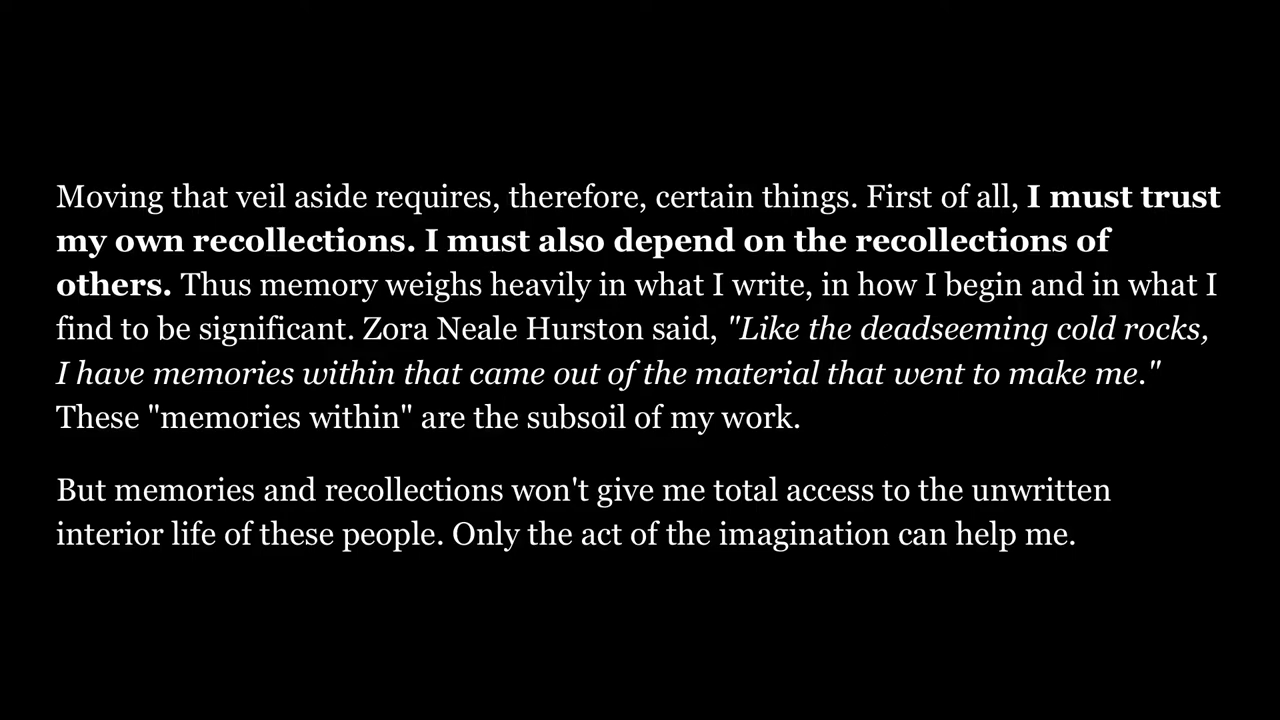 Moving that veil aside requires, therefore, certain things. First of all, I must trust
my own recollections. I must also depend on the recollections of
others. Thus memory weighs heavily in what I write, in how I begin and in what I
find to be significant. Zora Neale Hurston said, "Like the deadseeming cold rocks,
I have memories within that came out of the material that went to make me."
These "memories within" are the subsoil of my work.
But memories and recollections won't give me total access to the unwritten
interior life of these people. Only the act of the imagination can help me.